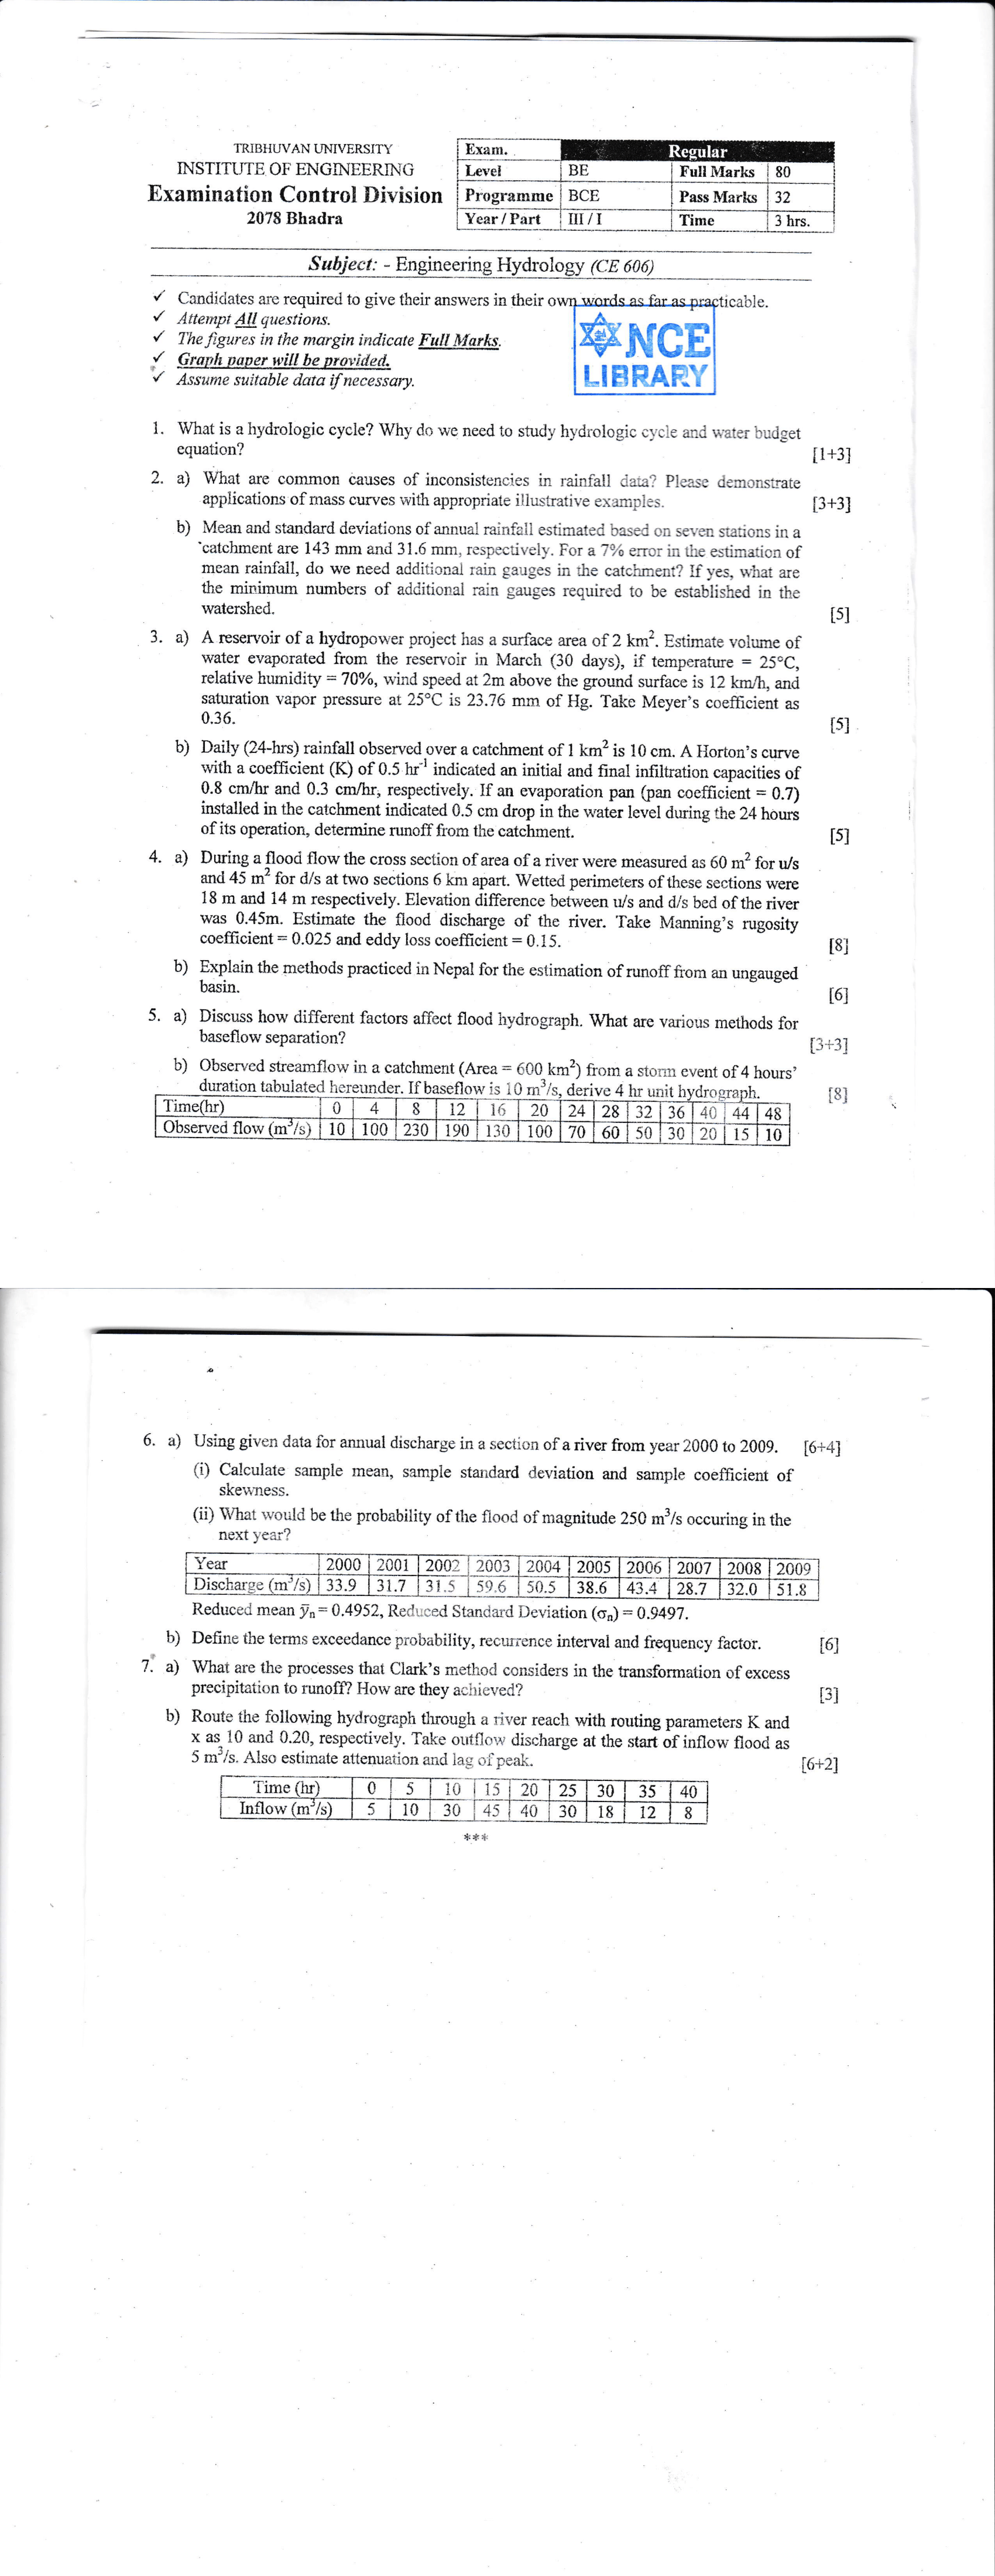 TRIBHUVAN UNIVERSITY
INSTITUTE OF ENGINEERING
Examination Control Division
2078 Bhadra
Exam. Regular
Level BE Full Marks 80
Programme BCE Pass Marks 32
Year / Part III / I Time 3 hrs.
Subject: - Engineering Hydrology (CE 606)
✓ Candidates are required to give their answers in their own words as far as practicable.
✓ Attempt All questions.
✓ The figures in the margin indicate Full Marks.
✓ Graph paper will be provided.
✓ Assume suitable data if necessary.
NCE
LIBRARY
1. What is a hydrologic cycle? Why do we need to study hydrologic cycle and water budget
equation? [1+3]
2. a) What are common causes of inconsistencies in rainfall data? Please demonstrate
applications of mass curves with appropriate illustrative examples. [3+3]
b) Mean and standard deviations of annual rainfall estimated based on seven stations in a
catchment are 143 mm and 31.6 mm, respectively. For a 7% error in the estimation of
mean rainfall, do we need additional rain gauges in the catchment? If yes, what are
the minimum numbers of additional rain gauges required to be established in the
watershed. [5]
3. a) A reservoir of a hydropower project has a surface area of 2 km². Estimate volume of
water evaporated from the reservoir in March (30 days), if temperature = 25°C,
relative humidity = 70%, wind speed at 2m above the ground surface is 12 km/h, and
saturation vapor pressure at 25°C is 23.76 mm of Hg. Take Meyer's coefficient as
0.36. [5]
b) Daily (24-hrs) rainfall observed over a catchment of 1 km² is 10 cm. A Horton's curve
with a coefficient (K) of 0.5 hr⁻¹ indicated an initial and final infiltration capacities of
0.8 cm/hr and 0.3 cm/hr, respectively. If an evaporation pan (pan coefficient = 0.7)
installed in the catchment indicated 0.5 cm drop in the water level during the 24 hours
of its operation, determine runoff from the catchment. [5]
4. a) During a flood flow the cross section of area of a river were measured as 60 m² for u/s
and 45 m² for d/s at two sections 6 km apart. Wetted perimeters of these sections were
18 m and 14 m respectively. Elevation difference between u/s and d/s bed of the river
was 0.45m. Estimate the flood discharge of the river. Take Manning's rugosity
coefficient = 0.025 and eddy loss coefficient = 0.15. [8]
b) Explain the methods practiced in Nepal for the estimation of runoff from an ungauged
basin. [6]
5. a) Discuss how different factors affect flood hydrograph. What are various methods for
baseflow separation? [3+3]
b) Observed streamflow in a catchment (Area = 600 km²) from a storm event of 4 hours'
duration tabulated hereunder. If baseflow is 10 m³/s, derive 4 hr unit hydrograph. [8]
Time(hr) 0 4 8 12 16 20 24 28 32 36 40 44 48
Observed flow (m³/s) 10 100 230 190 130 100 70 60 50 30 20 15 10
6. a) Using given data for annual discharge in a section of a river from year 2000 to 2009. [6+4]
(i) Calculate sample mean, sample standard deviation and sample coefficient of
skewness.
(ii) What would be the probability of the flood of magnitude 250 m³/s occuring in the
next year?
Year 2000 2001 2002 2003 2004 2005 2006 2007 2008 2009
Discharge (m³/s) 33.9 31.7 31.5 59.6 50.5 38.6 43.4 28.7 32.0 51.8
Reduced mean ȳₙ = 0.4952, Reduced Standard Deviation (σₙ) = 0.9497.
b) Define the terms exceedance probability, recurrence interval and frequency factor. [6]
7. a) What are the processes that Clark's method considers in the transformation of excess
precipitation to runoff? How are they achieved? [3]
b) Route the following hydrograph through a river reach with routing parameters K and
x as 10 and 0.20, respectively. Take outflow discharge at the start of inflow flood as
5 m³/s. Also estimate attenuation and lag of peak. [6+2]
Time (hr) 0 5 10 15 20 25 30 35 40
Inflow (m³/s) 5 10 30 45 40 30 18 12 8
***